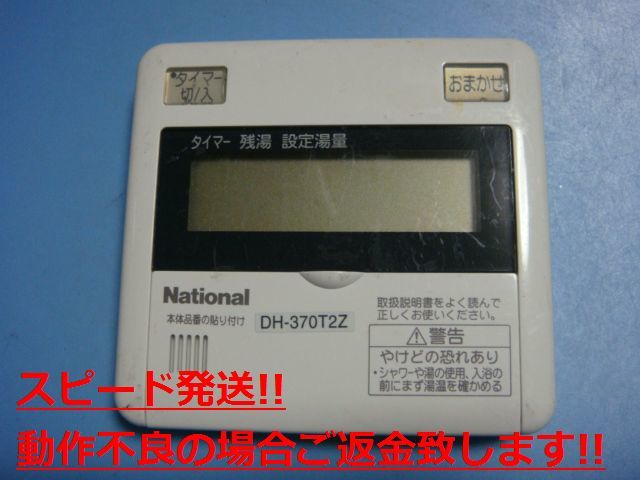 タイマー
切/入
おまかせ
タイマー 残湯 設定湯量
National
本体品番の貼り付け DH-370T2Z
取扱説明書をよく読んで
正しくお使いください。
⚠警告
やけどの恐れあり
・シャワーや湯の使用、入浴の
前にまず湯温を確かめる
スピード発送!!
動作不良の場合ご返金致します!!